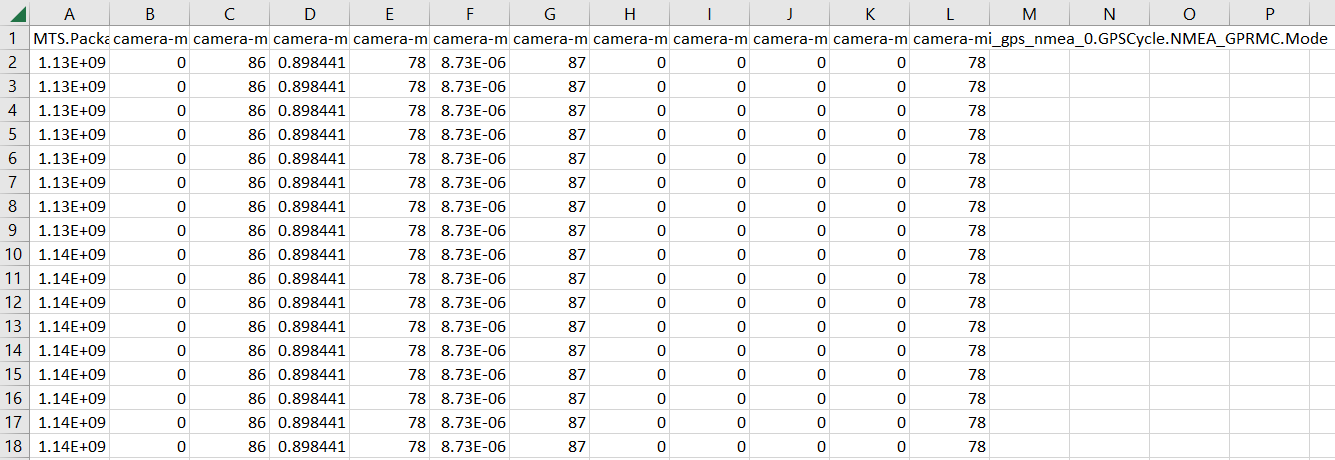 A B C D E F G H I J K L M N O P
1 MTS.Packa camera-m camera-m camera-m camera-m camera-m camera-m camera-m camera-m camera-m camera-m camera-mi_gps_nmea_0.GPSCycle.NMEA_GPRMC.Mode
2 1.13E+09 0 86 0.898441 78 8.73E-06 87 0 0 0 0 78
3 1.13E+09 0 86 0.898441 78 8.73E-06 87 0 0 0 0 78
4 1.13E+09 0 86 0.898441 78 8.73E-06 87 0 0 0 0 78
5 1.13E+09 0 86 0.898441 78 8.73E-06 87 0 0 0 0 78
6 1.13E+09 0 86 0.898441 78 8.73E-06 87 0 0 0 0 78
7 1.13E+09 0 86 0.898441 78 8.73E-06 87 0 0 0 0 78
8 1.13E+09 0 86 0.898441 78 8.73E-06 87 0 0 0 0 78
9 1.13E+09 0 86 0.898441 78 8.73E-06 87 0 0 0 0 78
10 1.14E+09 0 86 0.898441 78 8.73E-06 87 0 0 0 0 78
11 1.14E+09 0 86 0.898441 78 8.73E-06 87 0 0 0 0 78
12 1.14E+09 0 86 0.898441 78 8.73E-06 87 0 0 0 0 78
13 1.14E+09 0 86 0.898441 78 8.73E-06 87 0 0 0 0 78
14 1.14E+09 0 86 0.898441 78 8.73E-06 87 0 0 0 0 78
15 1.14E+09 0 86 0.898441 78 8.73E-06 87 0 0 0 0 78
16 1.14E+09 0 86 0.898441 78 8.73E-06 87 0 0 0 0 78
17 1.14E+09 0 86 0.898441 78 8.73E-06 87 0 0 0 0 78
18 1.14E+09 0 86 0.898441 78 8.73E-06 87 0 0 0 0 78